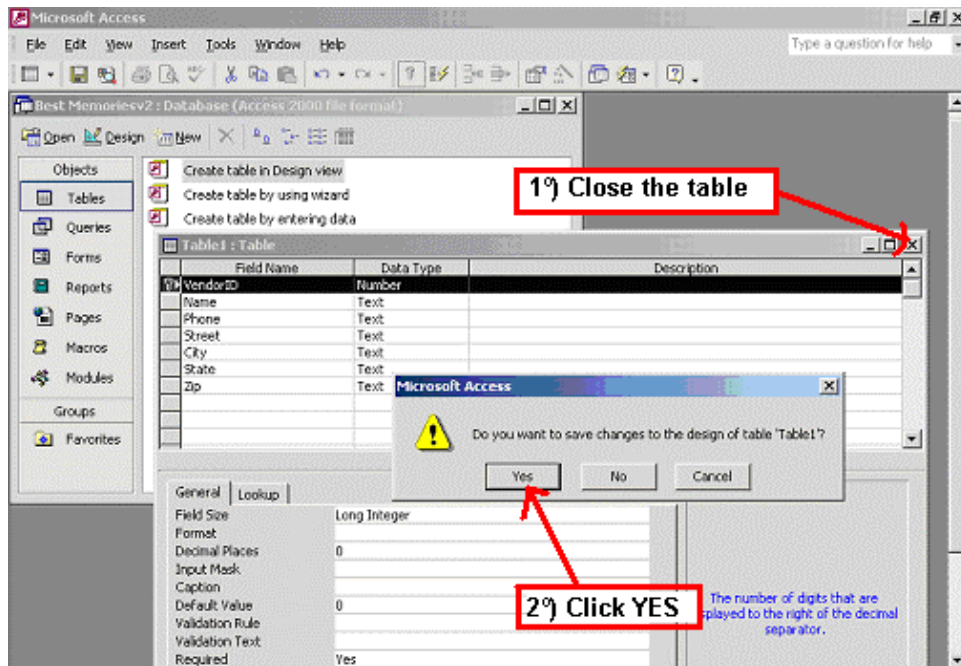 Microsoft Access
File Edit View Insert Tools Window Help
Type a question for help
Best Memoriesv2 : Database (Access 2000 file format)
Open Design New
Objects
Tables
Queries
Forms
Reports
Pages
Macros
Modules
Groups
Favorites
Create table in Design view
Create table by using wizard
Create table by entering data
1º) Close the table
Table1 : Table
Field Name Data Type Description
VendorID Number
Name Text
Phone Text
Street Text
City Text
State Text
Zip Text
Microsoft Access
Do you want to save changes to the design of table 'Table1'?
Yes No Cancel
General Lookup
Field Size Long Integer
Format
Decimal Places 0
Input Mask
Caption
Default Value 0
Validation Rule
Validation Text
Required Yes
2º) Click YES
The number of digits that are
splayed to the right of the decimal
separator.